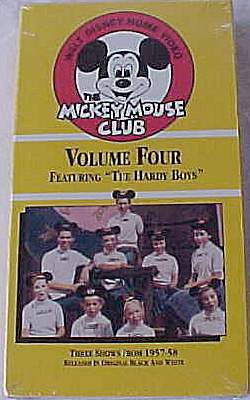 WALT DISNEY HOME VIDEO
THE
MICKEY MOUSE
CLUB
VOLUME FOUR
FEATURING "THE HARDY BOYS"
THREE SHOWS FROM 1957-58
RELEASED IN ORIGINAL BLACK AND WHITE